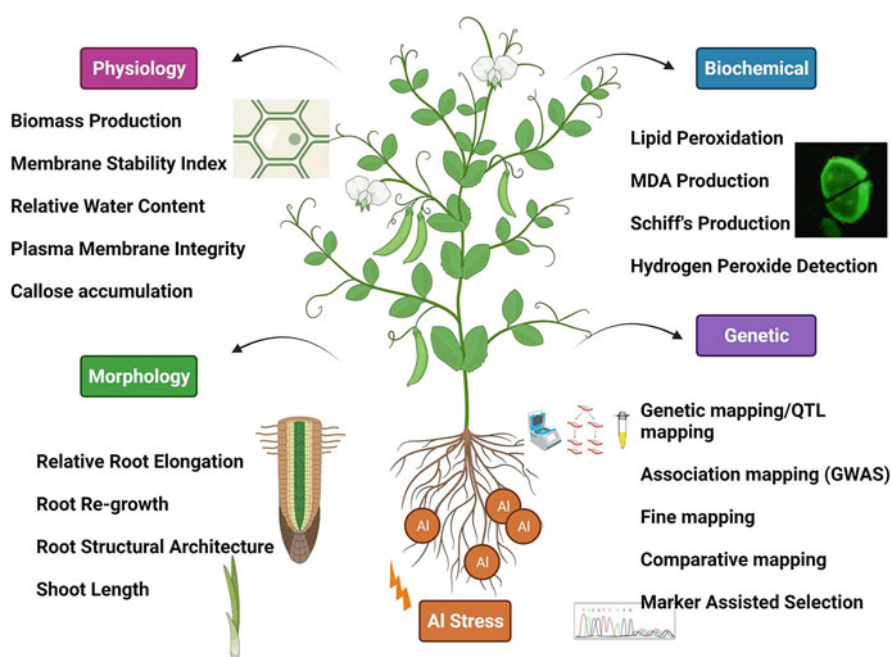 Physiology
Biomass Production
Membrane Stability Index
Relative Water Content
Plasma Membrane Integrity
Callose accumulation
Biochemical
Lipid Peroxidation
MDA Production
Schiff's Production
Hydrogen Peroxide Detection
Morphology
Relative Root Elongation
Root Re-growth
Root Structural Architecture
Shoot Length
Genetic
Genetic mapping/QTL
mapping
Association mapping (GWAS)
Fine mapping
Comparative mapping
Marker Assisted Selection
Al
Al
Al
Al
Al Stress